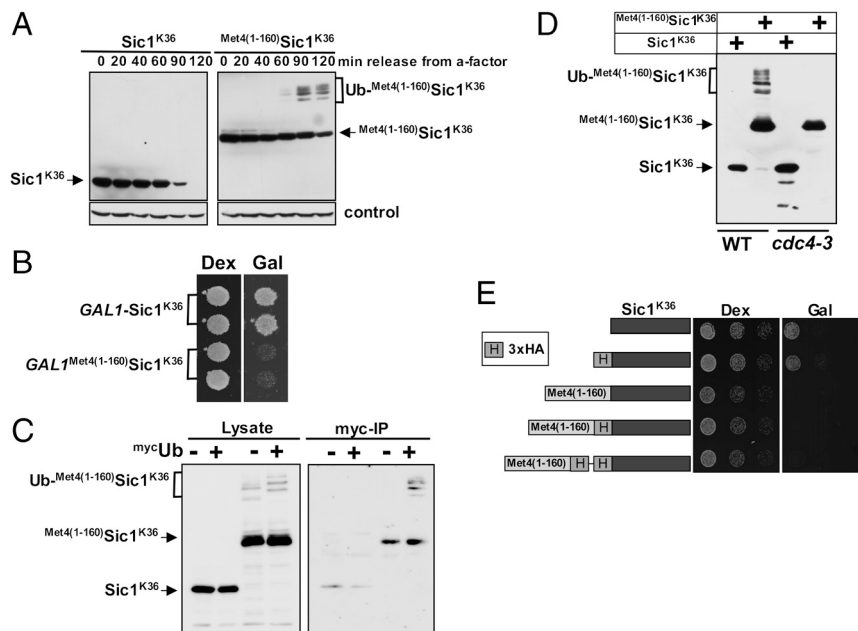 A
Sic1K36
Met4(1-160)Sic1K36
0 20 40 60 90 120
0 20 40 60 90 120 min release from a-factor
Ub-Met4(1-160)Sic1K36
Met4(1-160)Sic1K36
Sic1K36
control
B
Dex Gal
GAL1-Sic1K36
GAL1Met4(1-160)Sic1K36
C
Lysate myc-IP
mycUb - + - + - + - +
Ub-Met4(1-160)Sic1K36
Met4(1-160)Sic1K36
Sic1K36
D
Met4(1-160)Sic1K36 + +
Sic1K36 + +
Ub-Met4(1-160)Sic1K36
Met4(1-160)Sic1K36
Sic1K36
WT cdc4-3
E
Sic1K36 Dex Gal
H 3xHA
H
Met4(1-160)
Met4(1-160) H
Met4(1-160) H H